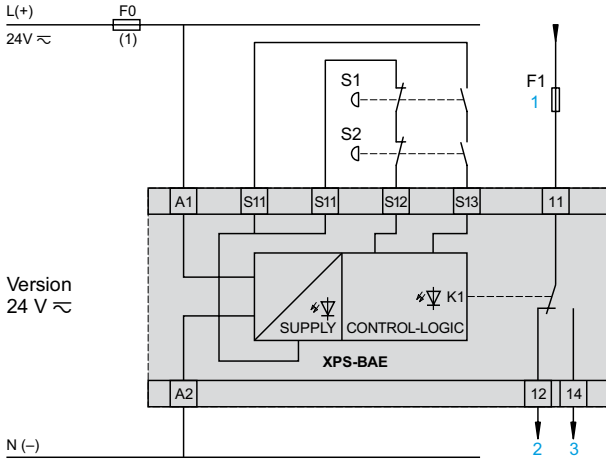 L(+) F0
24V ⎓ (1)
S1 F1
1
S2
A1 S11 S11 S12 S13 11
Version
24 V ⎓
K1
SUPPLY CONTROL-LOGIC
XPS-BAE
A2 12 14
N (–) 2 3